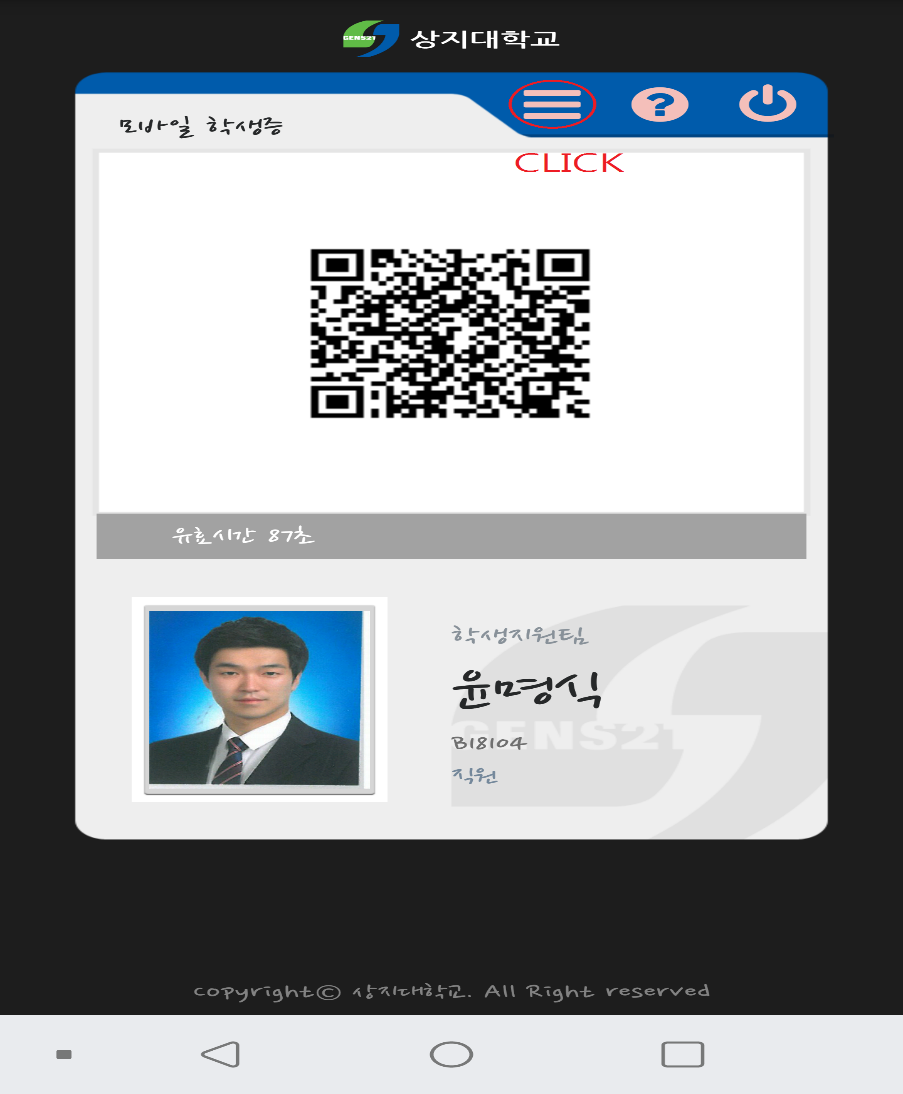 GENS21 상지대학교
모바일 학생증
?
CLICK
유효시간 87초
학생지원팀
윤명식
GENS21
B18104
직원
copyright© 상지대학교. All Right reserved